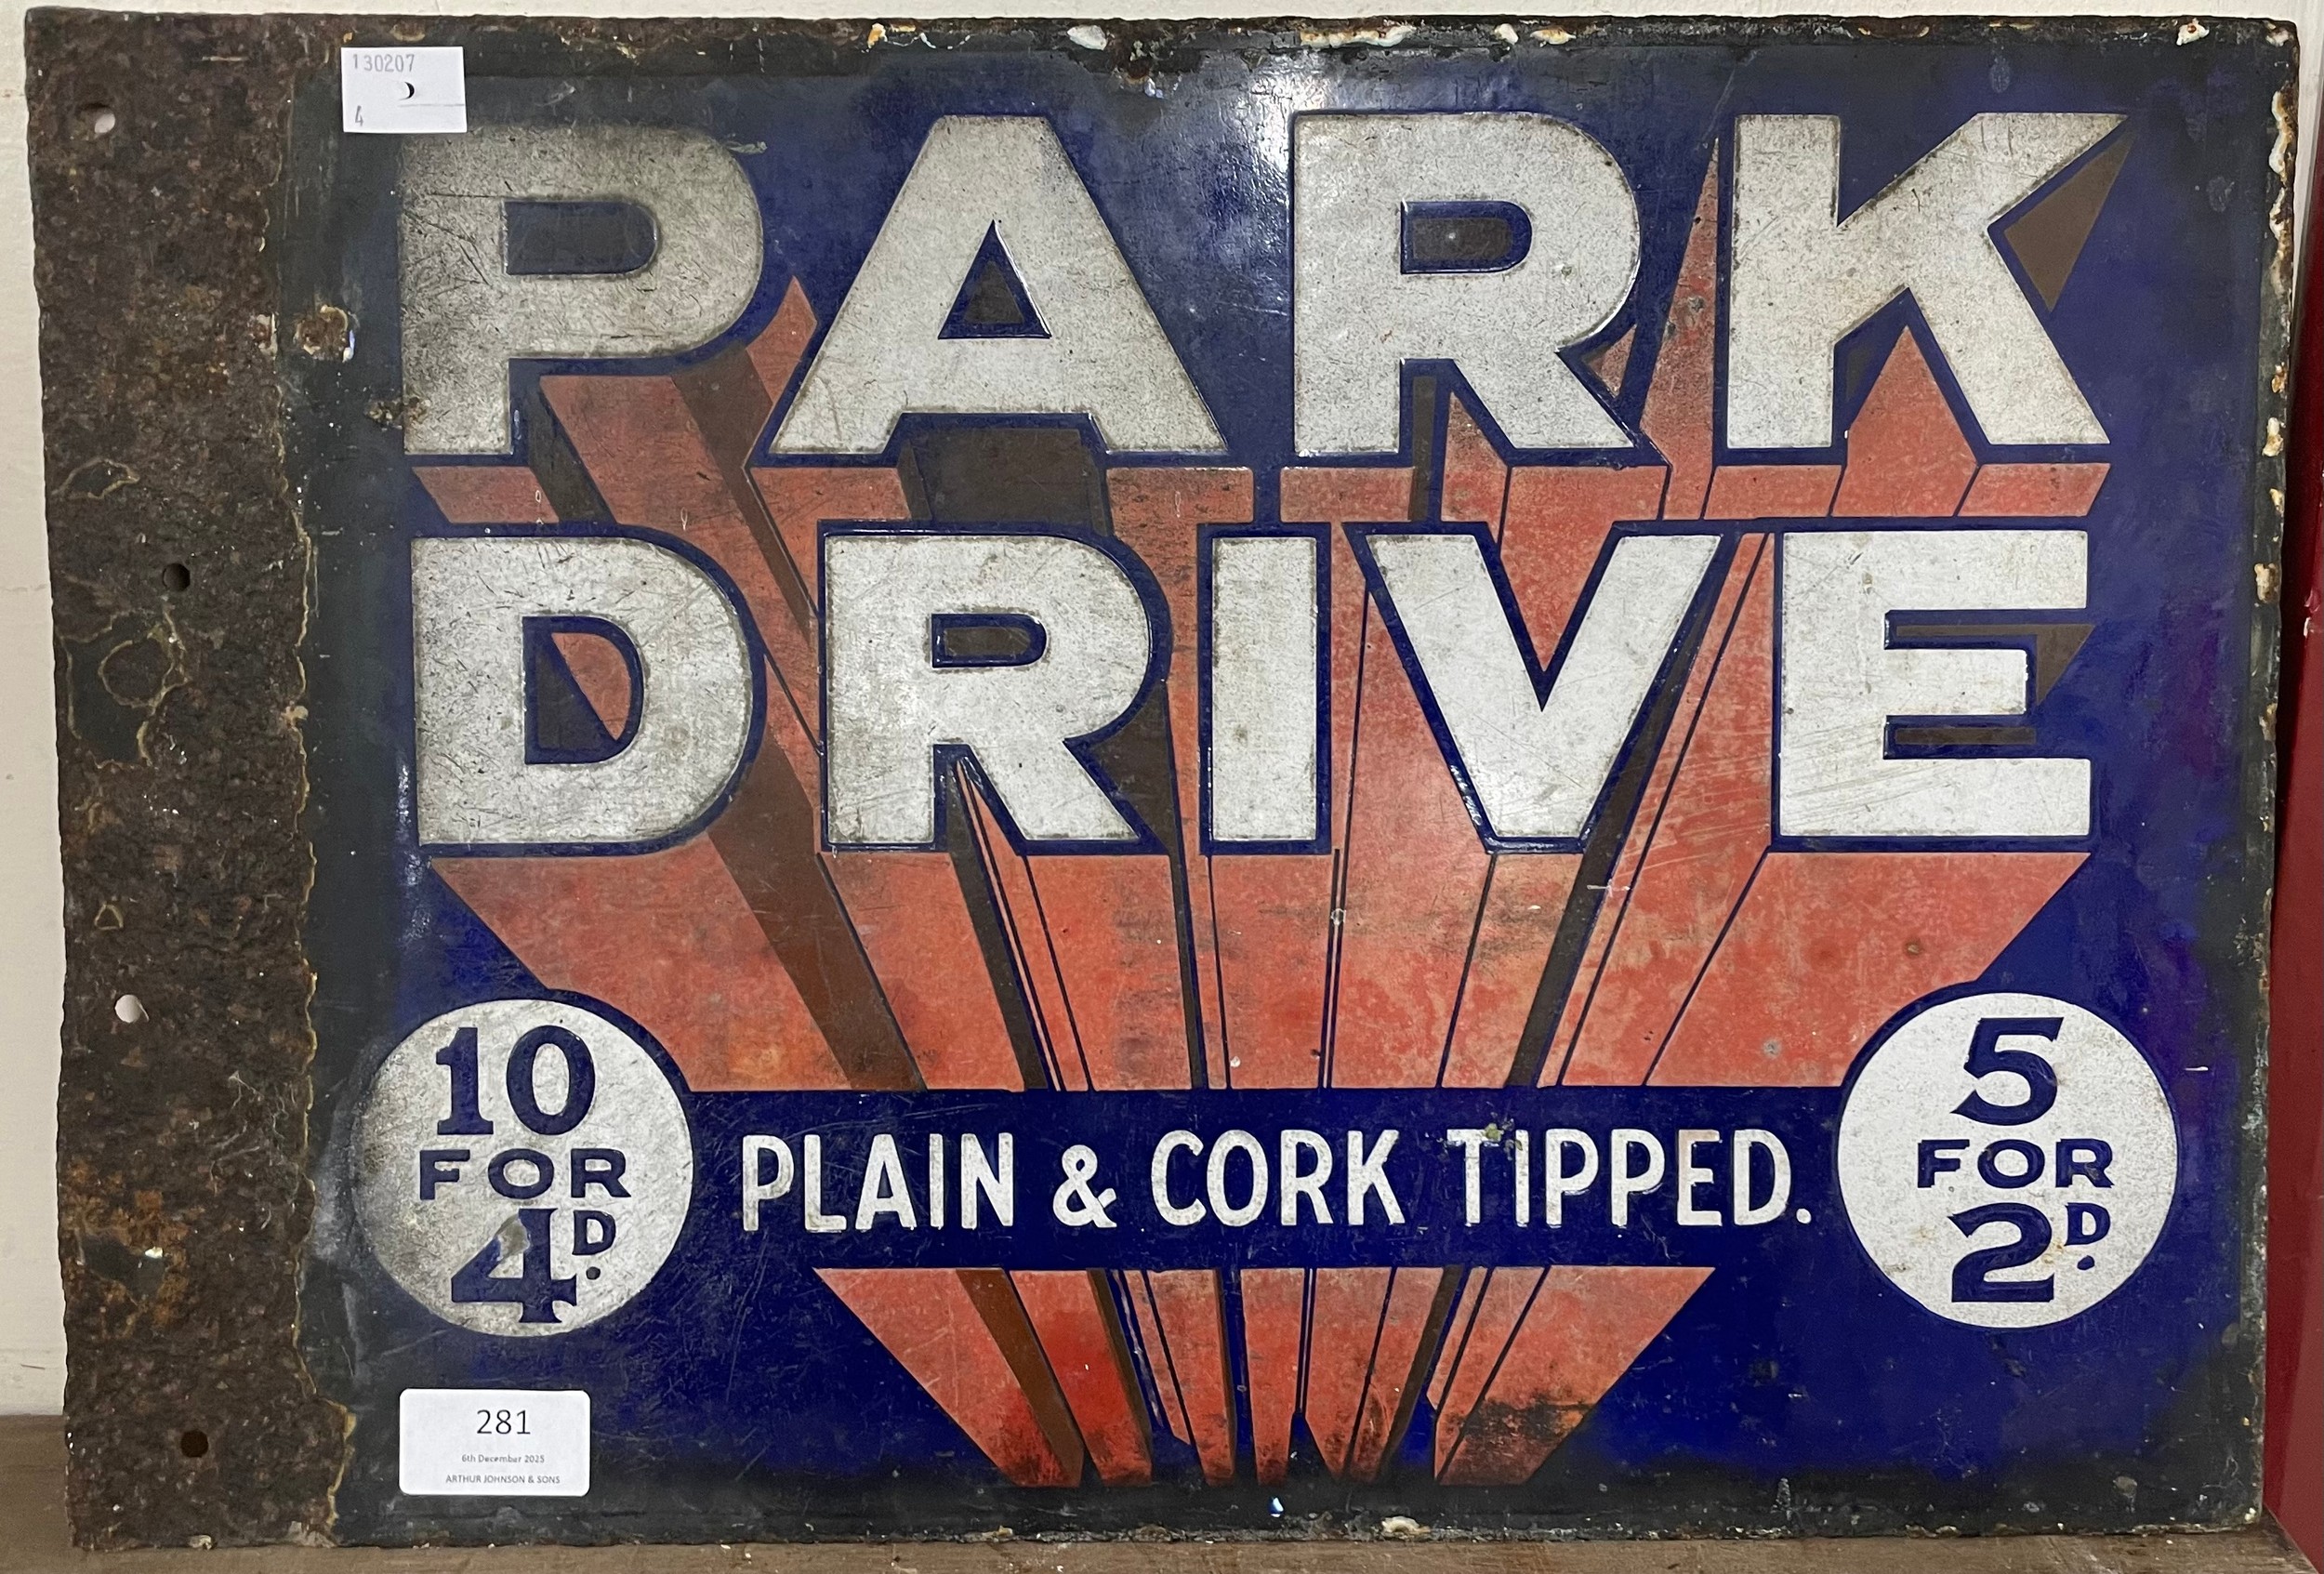 130207
4
PARK
DRIVE
10
FOR
4D.
PLAIN & CORK TIPPED.
5
FOR
2D.
281
6th December 2025
ARTHUR JOHNSON & SONS